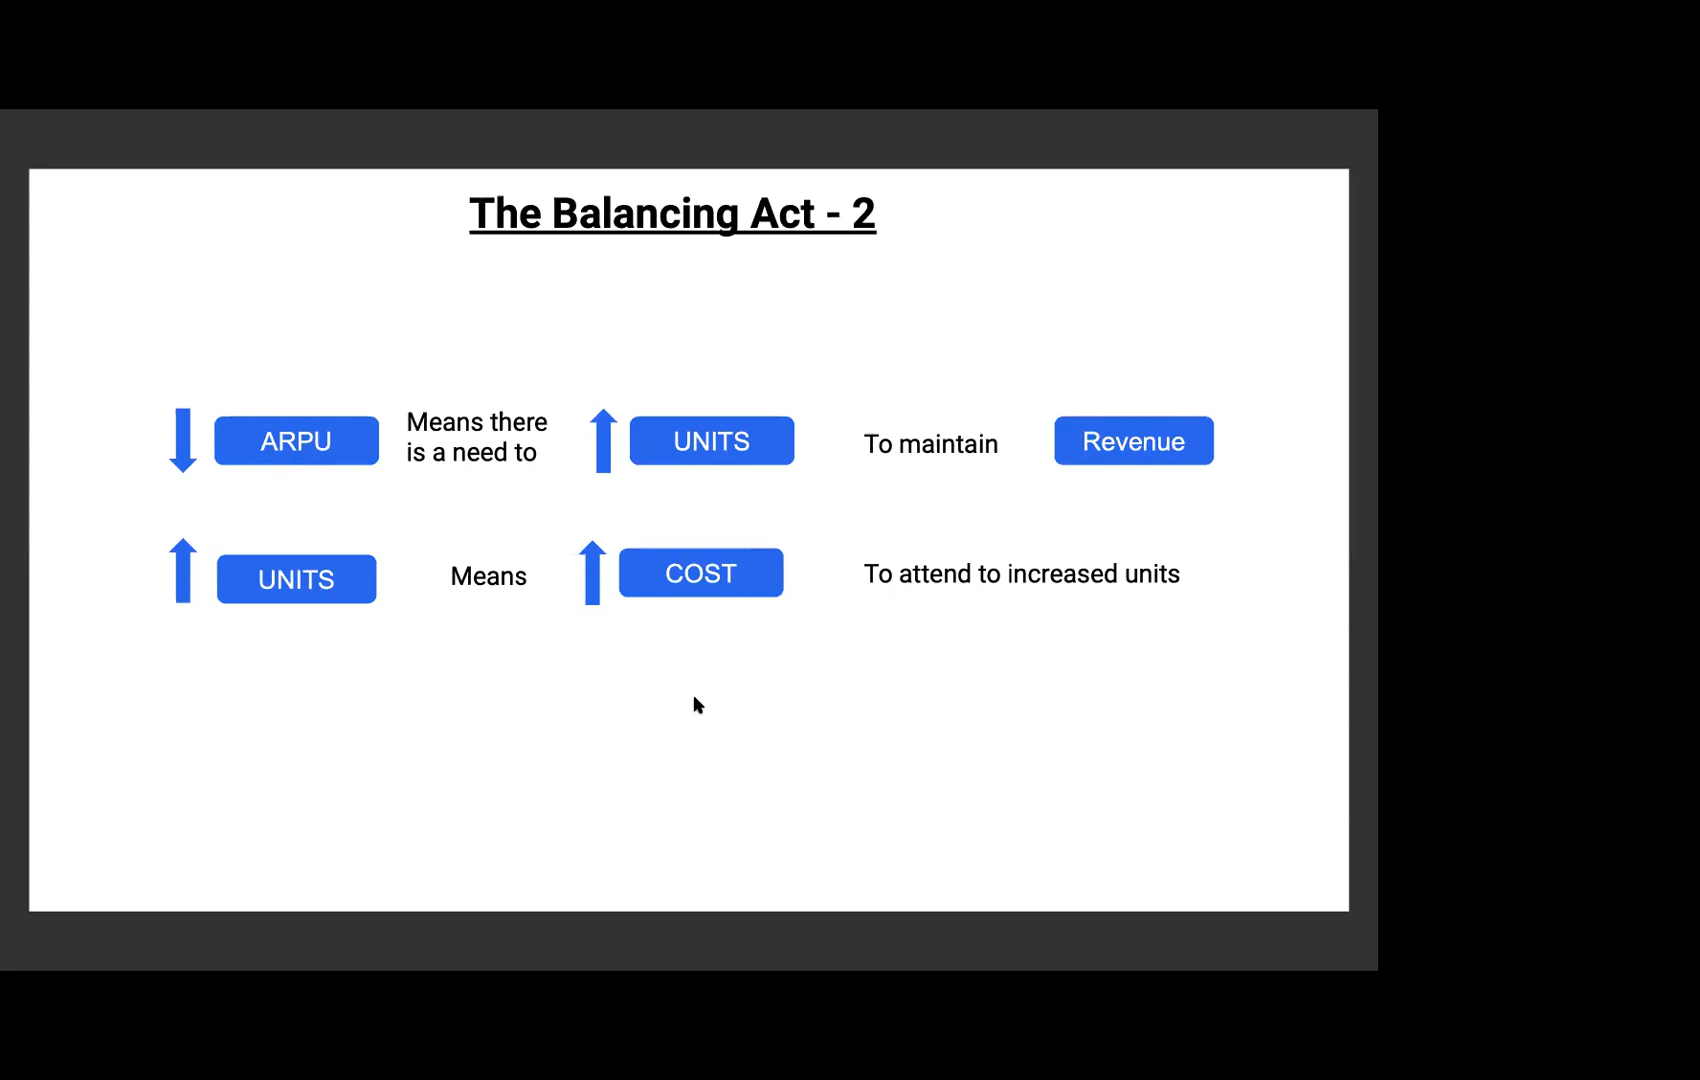 The Balancing Act - 2
ARPU
Means there
is a need to
UNITS
To maintain
Revenue
UNITS
Means
COST
To attend to increased units